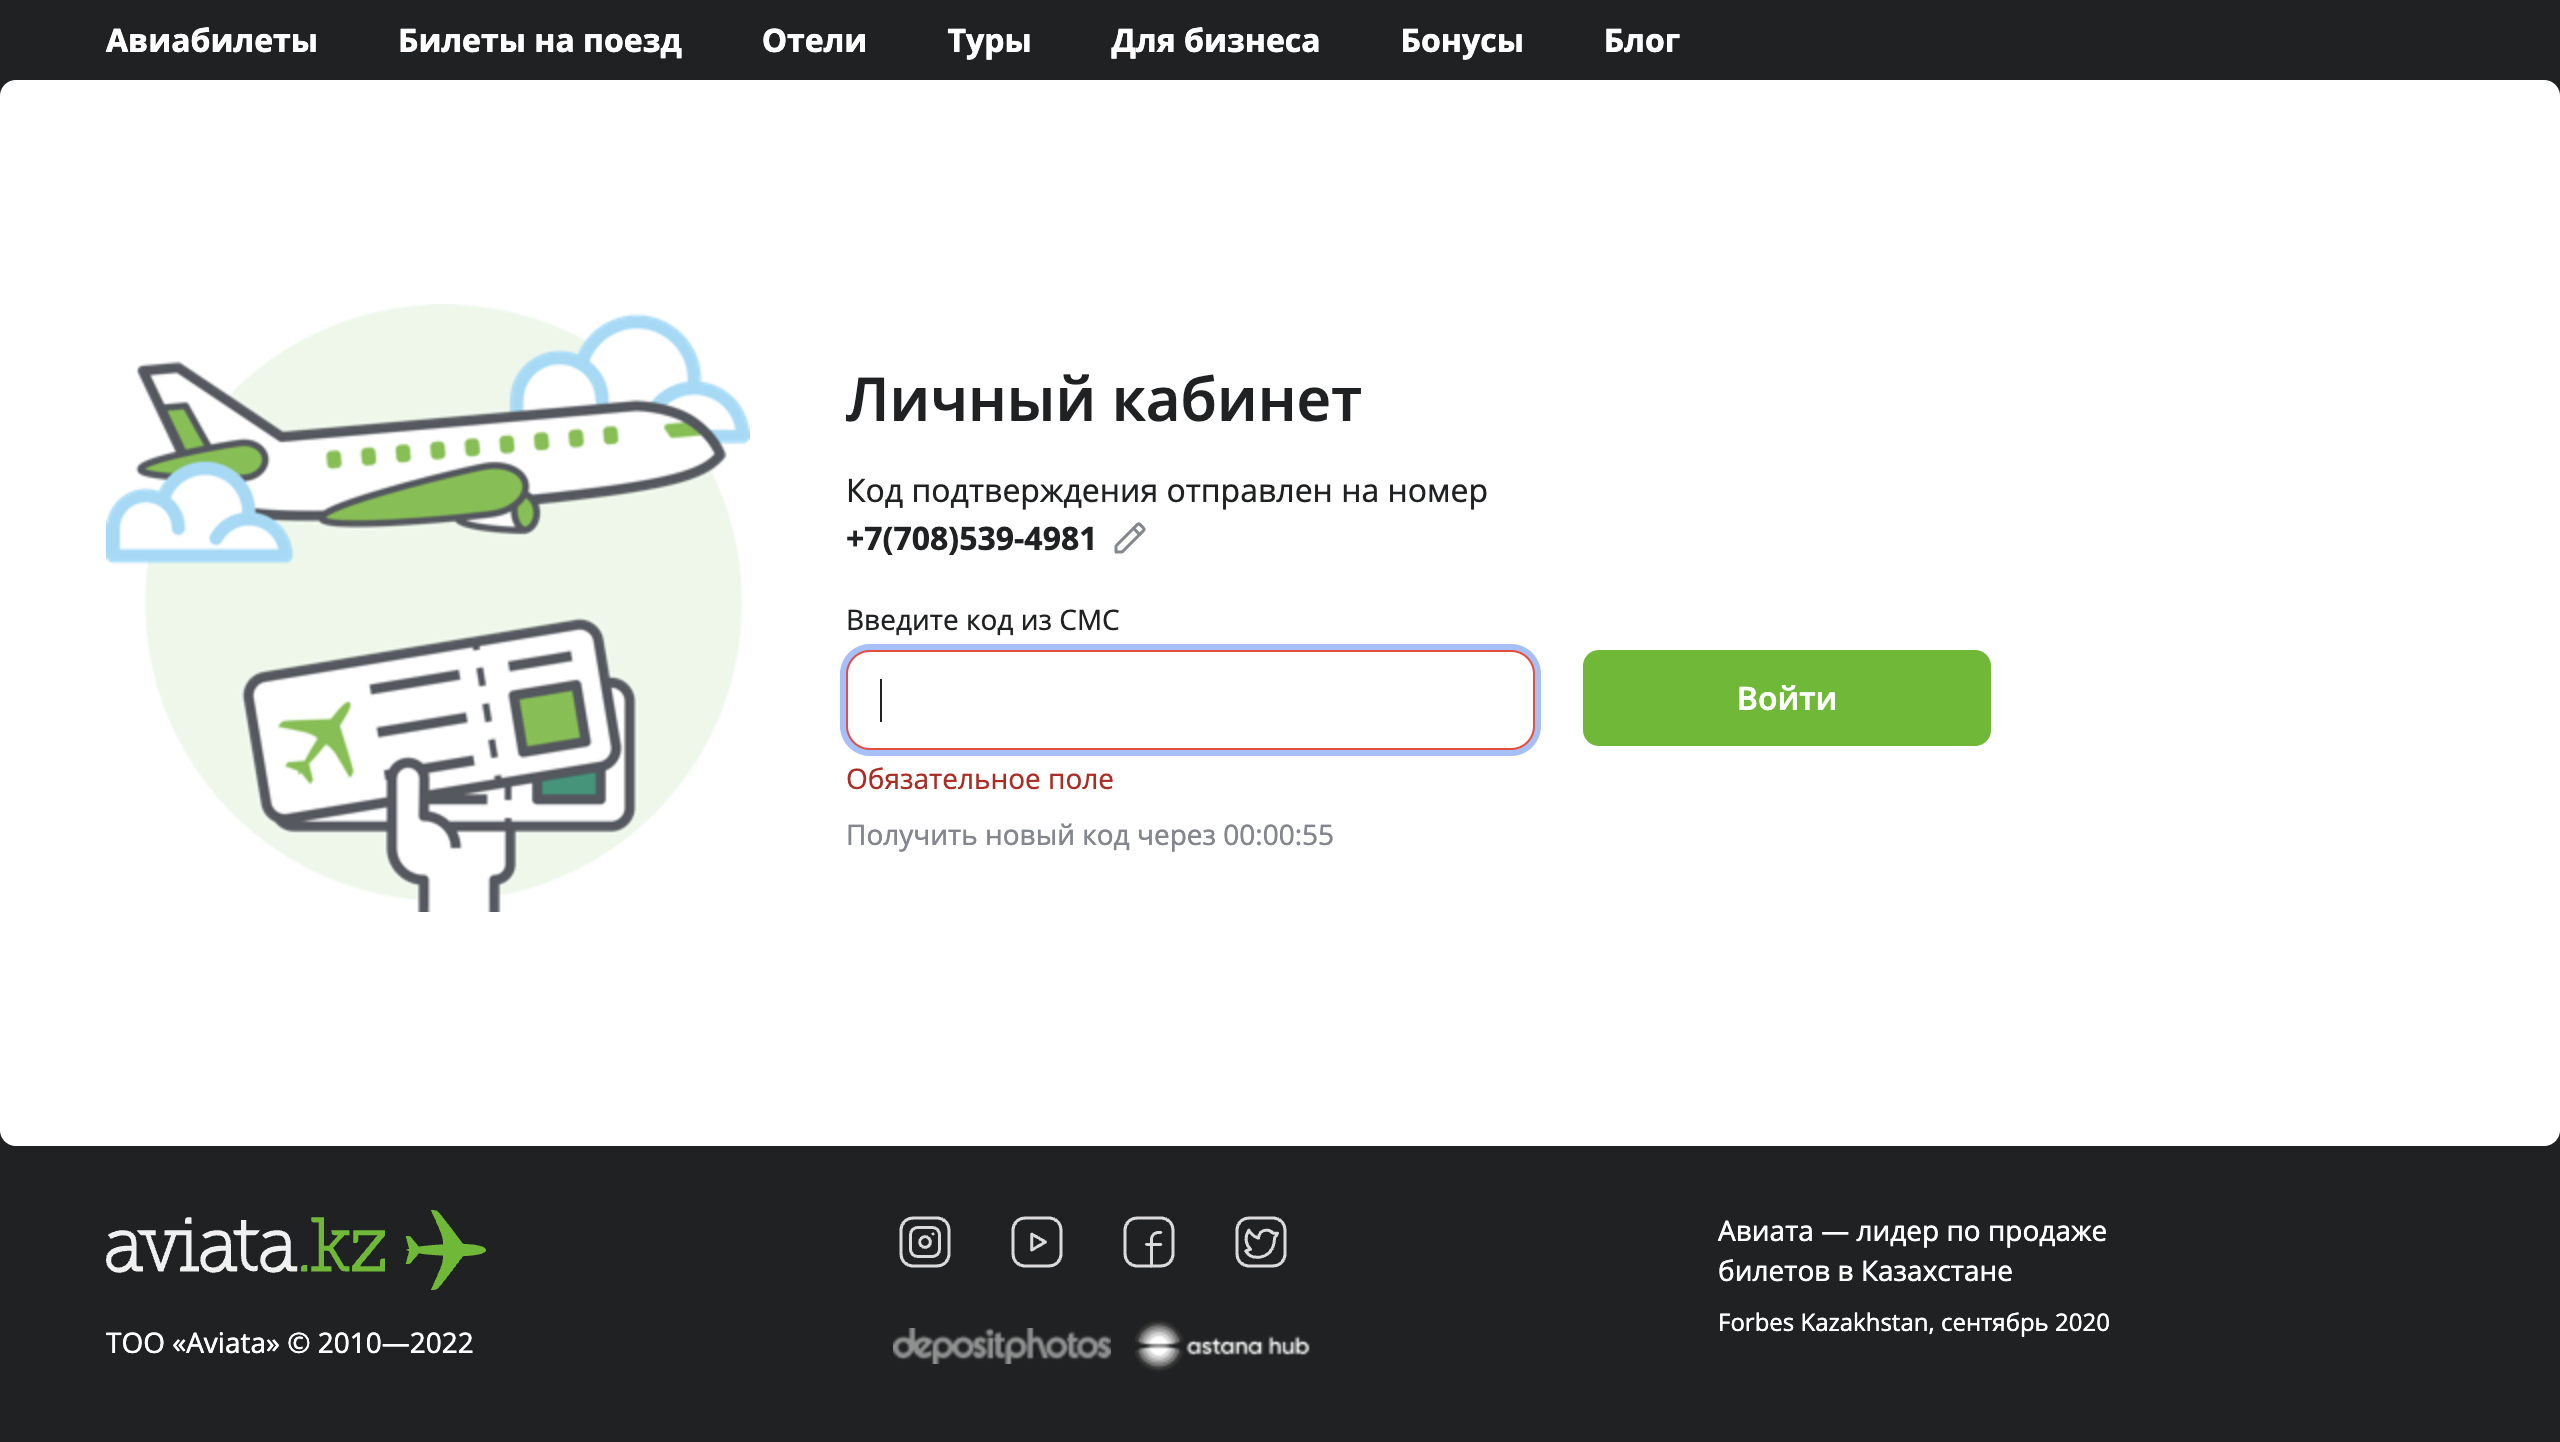 Авиабилеты Билеты на поезд Отели Туры Для бизнеса Бонусы Блог
Личный кабинет
Код подтверждения отправлен на номер
+7(708)539-4981
Введите код из СМС
Войти
Обязательное поле
Получить новый код через 00:00:55
aviata.kz
ТОО «Aviata» © 2010—2022
depositphotos astana hub
Авиата — лидер по продаже
билетов в Казахстане
Forbes Kazakhstan, сентябрь 2020